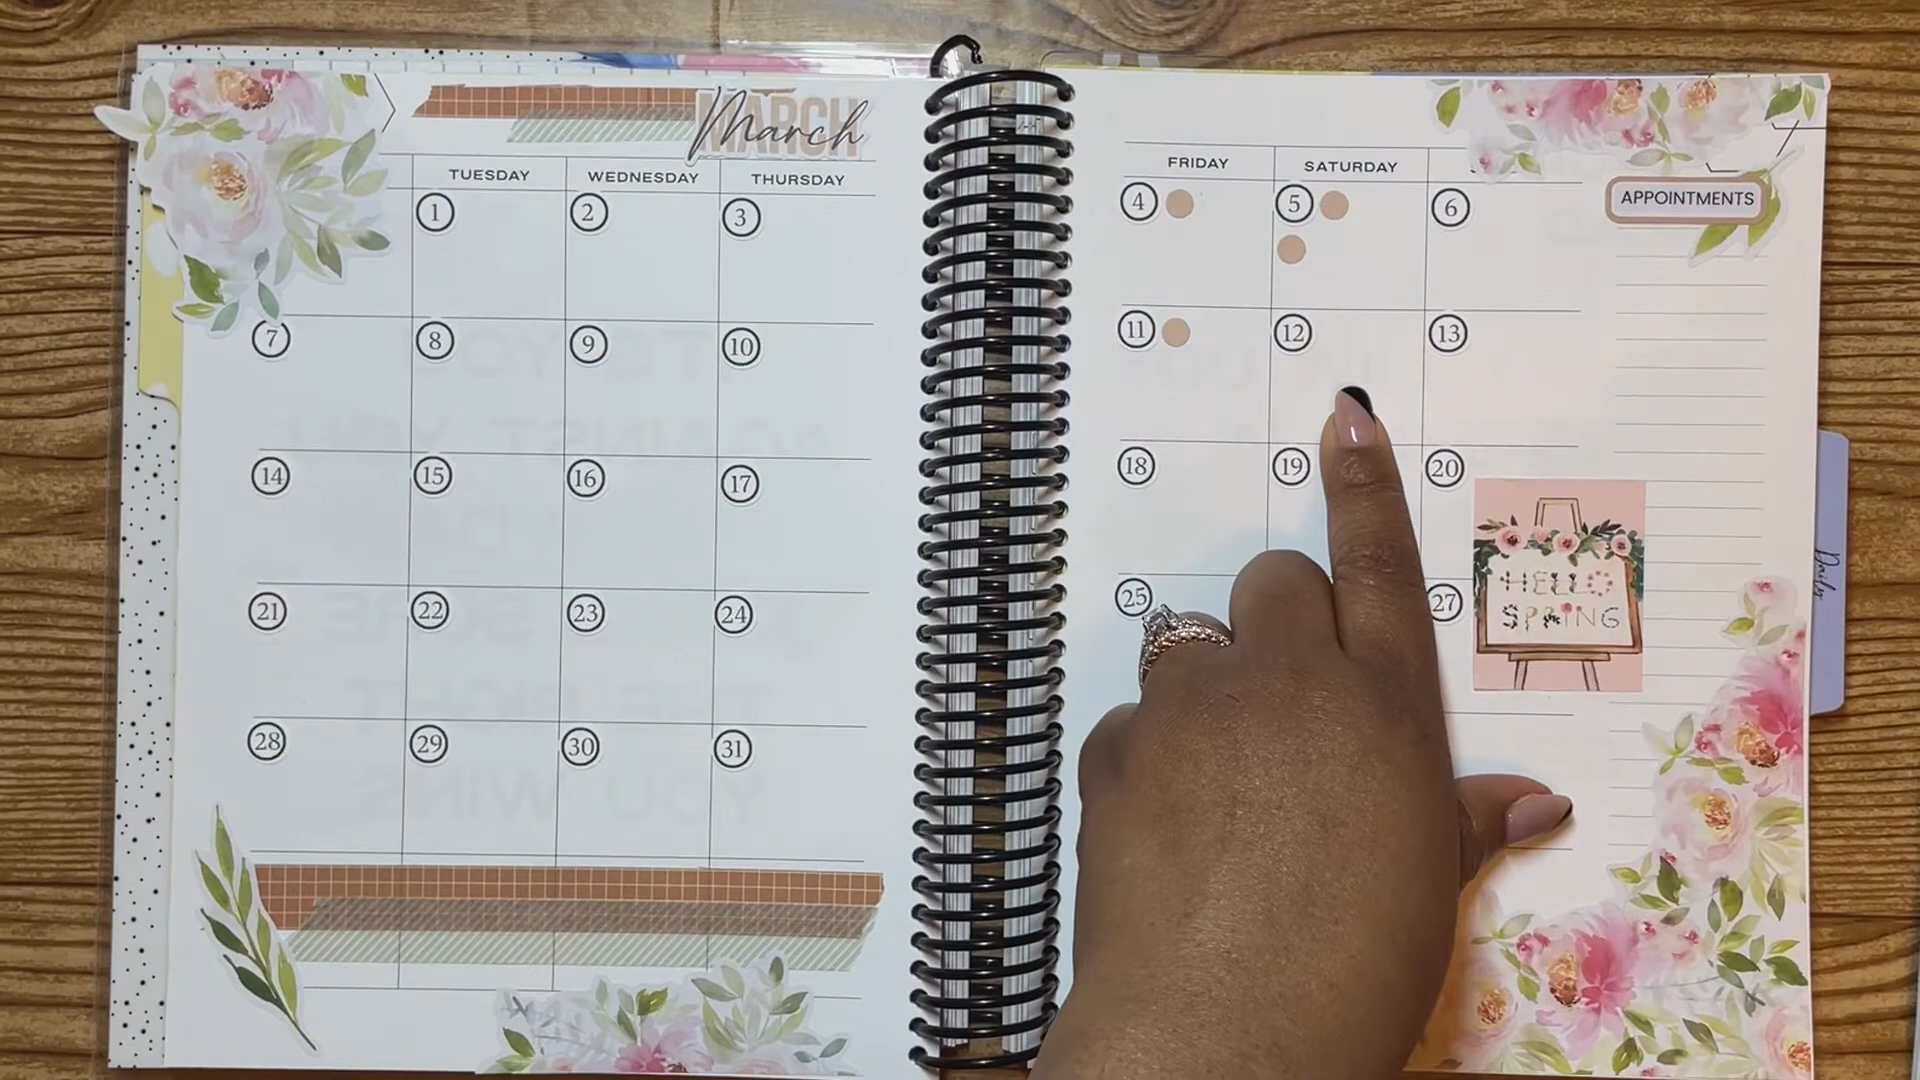 MARCH
March
TUESDAY WEDNESDAY THURSDAY
1 2 3
7 8 9 10
14 15 16 17
21 22 23 24
28 29 30 31
FRIDAY SATURDAY
4 5 6
11 12 13
18 19 20
25 27
APPOINTMENTS
HELLO
SPRING
Daily